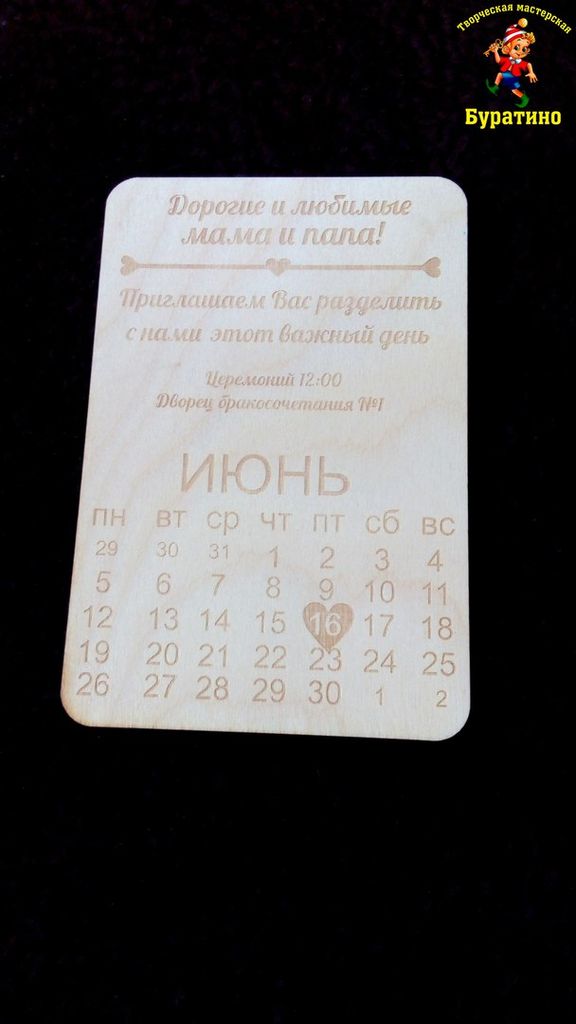 Творческая мастерская
Буратино
Дорогие и любимые
мама и папа!
Приглашаем Вас разделить
с нами этот важный день
Церемоний 12:00
Дворец бракосочетания №1
ИЮНЬ
ПН ВТ СР ЧТ ПТ СБ ВС
29 30 31 1 2 3 4
5 6 7 8 9 10 11
12 13 14 15 16 17 18
19 20 21 22 23 24 25
26 27 28 29 30 1 2